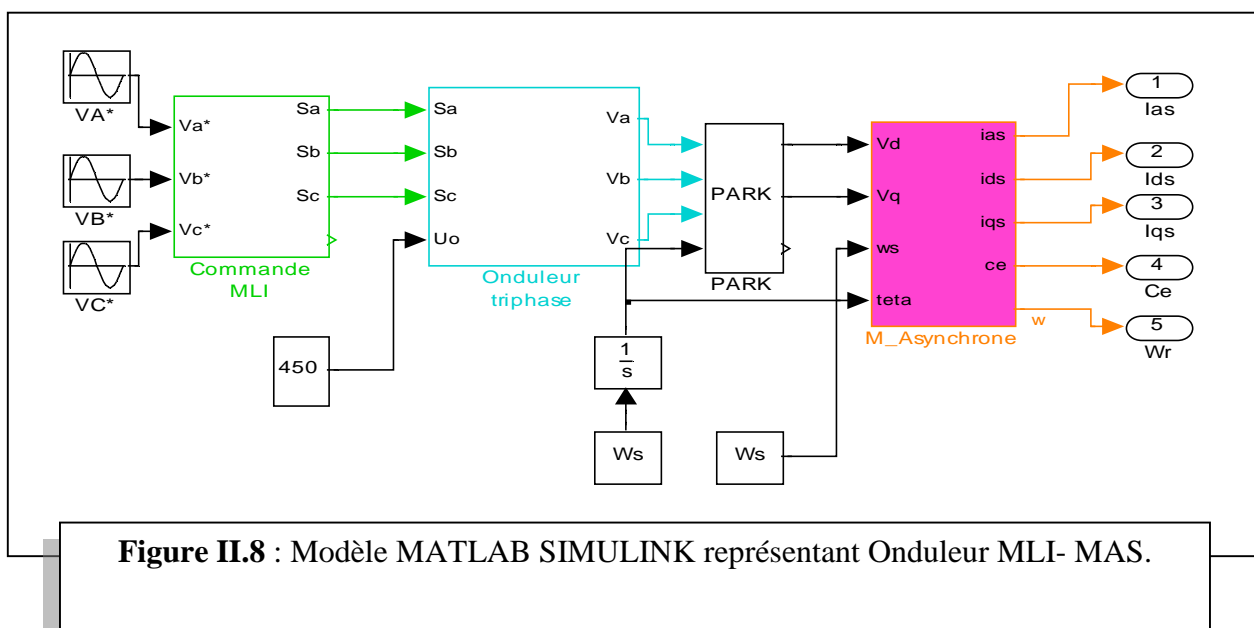 VA*
VB*
VC*
Va*
Vb*
Vc*
Sa
Sb
Sc
Commande
MLI
Sa
Sb
Sc
Uo
Va
Vb
Vc
Onduleur
triphase
450
PARK
PARK
1
s
Ws
Ws
Vd
Vq
ws
teta
ias
ids
iqs
ce
w
M_Asynchrone
1
Ias
2
Ids
3
Iqs
4
Ce
5
Wr
Figure II.8 : Modèle MATLAB SIMULINK représentant Onduleur MLI- MAS.